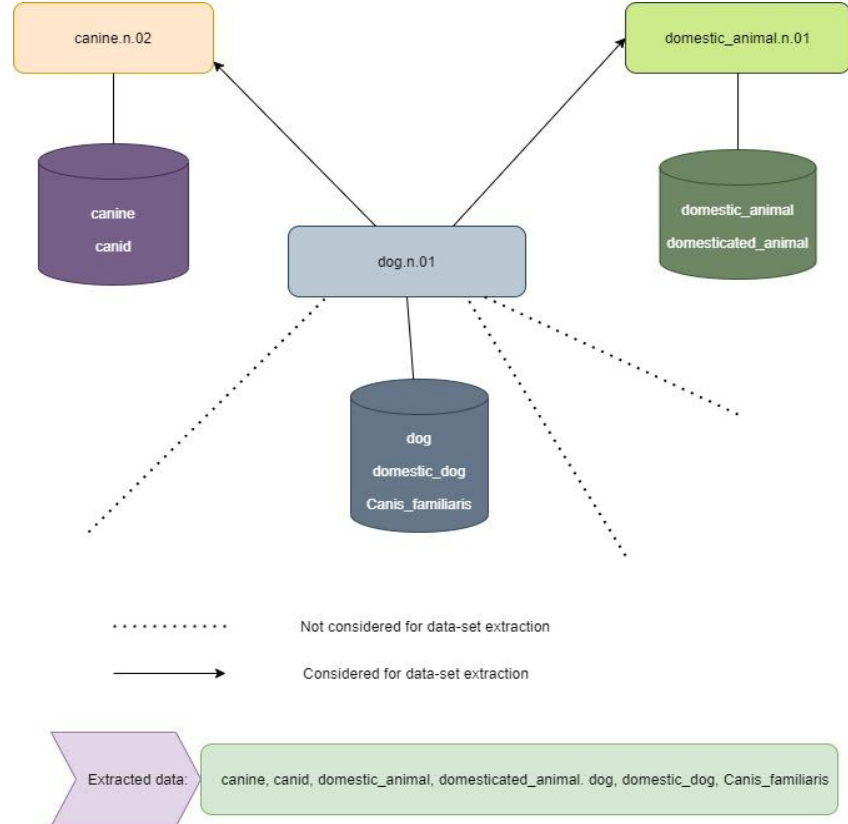 canine.n.02
domestic_animal.n.01
canine
canid
domestic_animal
domesticated_animal
dog.n.01
dog
domestic_dog
Canis_familiaris
Not considered for data-set extraction
Considered for data-set extraction
Extracted data:
canine, canid, domestic_animal, domesticated_animal. dog, domestic_dog, Canis_familiaris